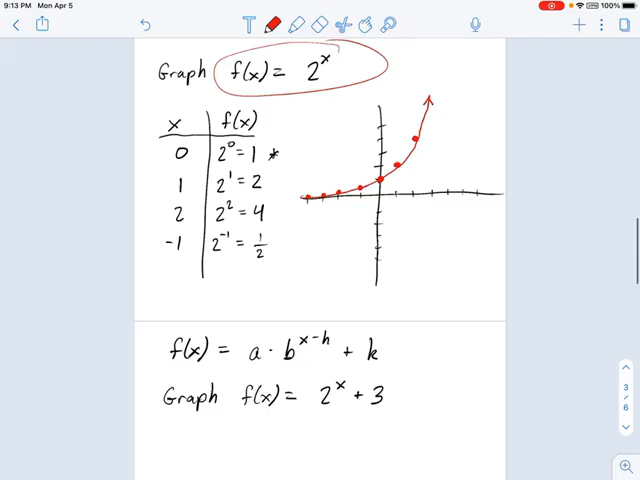 9:13 PM Mon Apr 5
100%
Graph f(x) = 2^x
x f(x)
0 2^0 = 1 *
1 2^1 = 2
2 2^2 = 4
-1 2^-1 = 1/2
f(x) = a · b^(x-h) + k
Graph f(x) = 2^x + 3
3
/
6